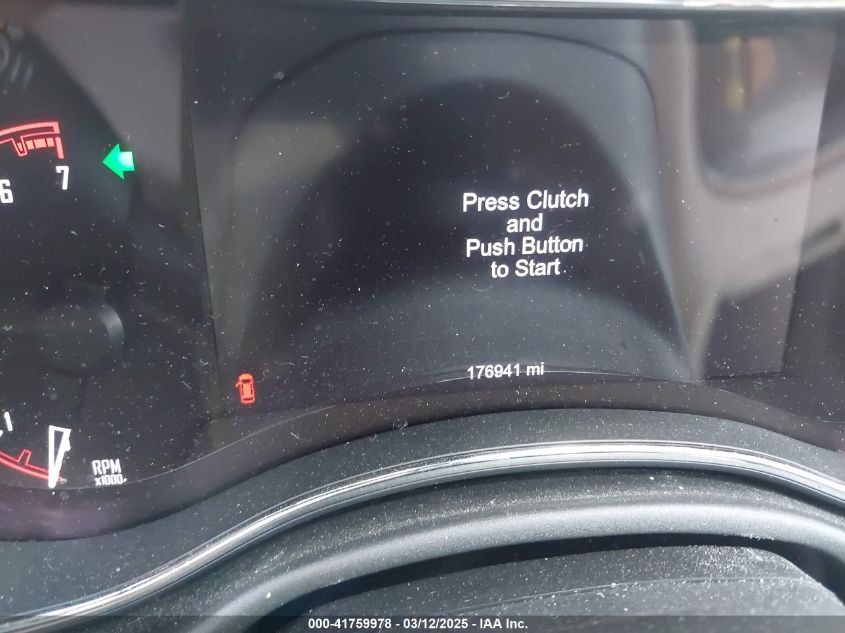 6
7
Press Clutch
and
Push Button
to Start
176941 mi
1
RPM
x1000
000-41759978 - 03/12/2025 - IAA Inc.